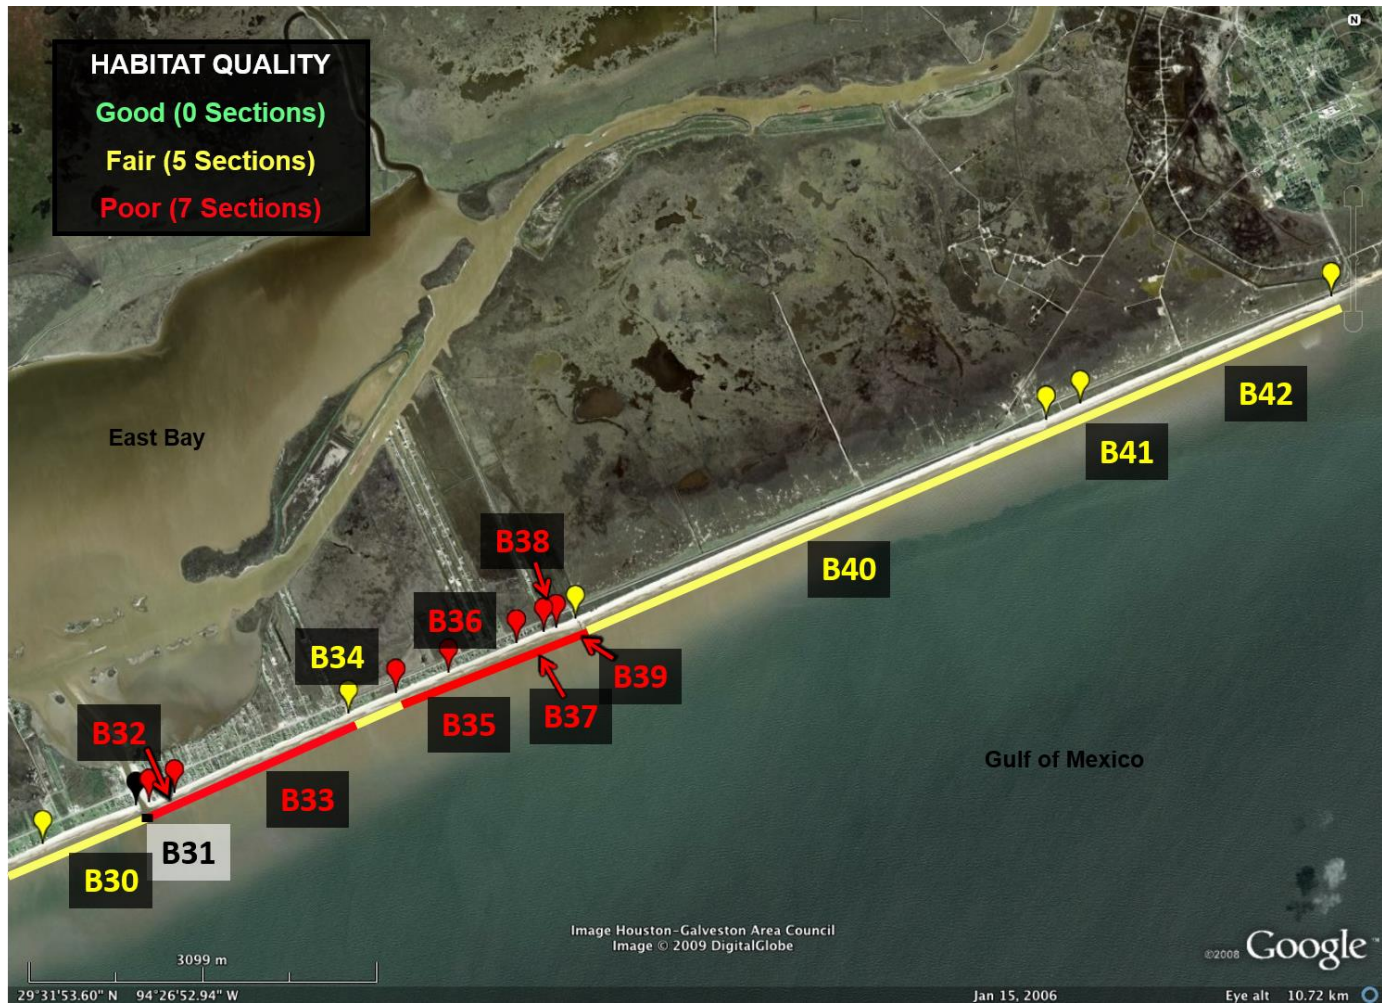 N
HABITAT QUALITY
Good (0 Sections)
Fair (5 Sections)
Poor (7 Sections)
B42
East Bay
B41
B38
B40
B36
B34
B39
B35
B37
B32
Gulf of Mexico
B33
B31
B30
Image Houston-Galveston Area Council
Image © 2009 DigitalGlobe
©2008 Google™
3099 m
29°31'53.60" N 94°26'52.94" W
Jan 15, 2006
Eye alt 10.72 km